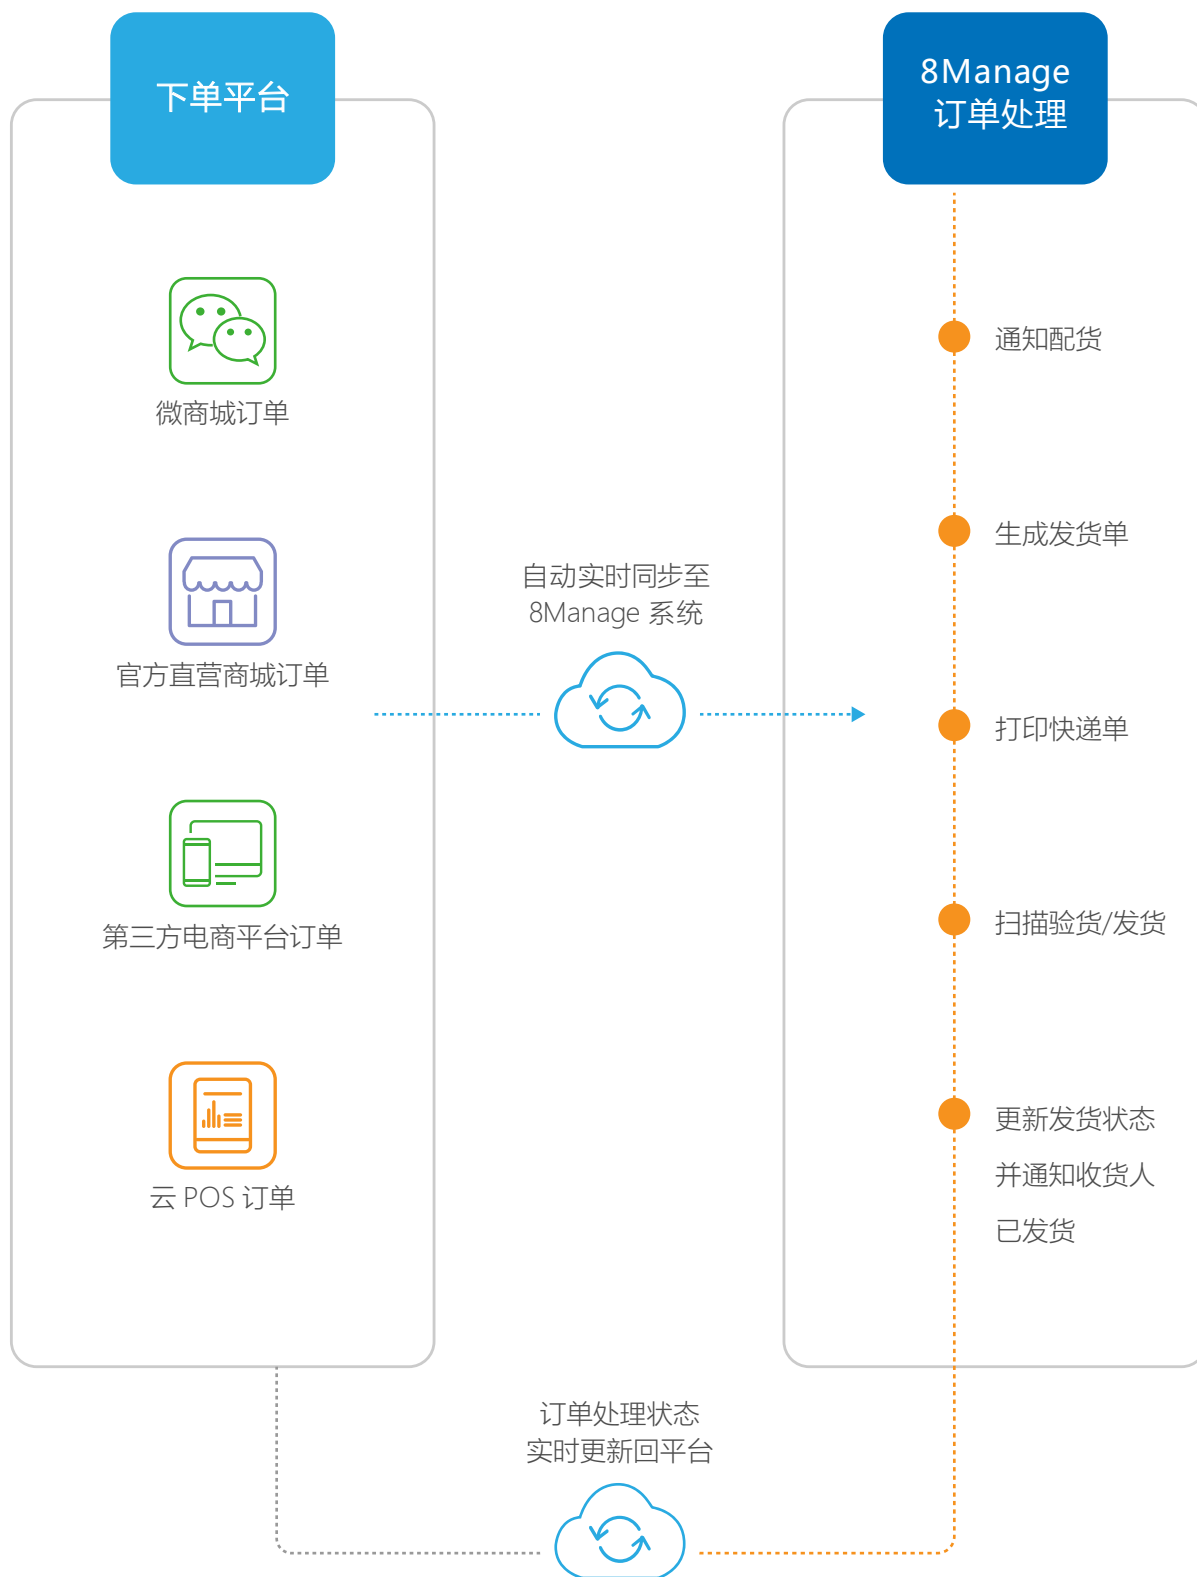 下单平台
微商城订单
官方直营商城订单
第三方电商平台订单
云 POS 订单
自动实时同步至
8Manage 系统
8Manage
订单处理
通知配货
生成发货单
打印快递单
扫描验货/发货
更新发货状态
并通知收货人
已发货
订单处理状态
实时更新回平台